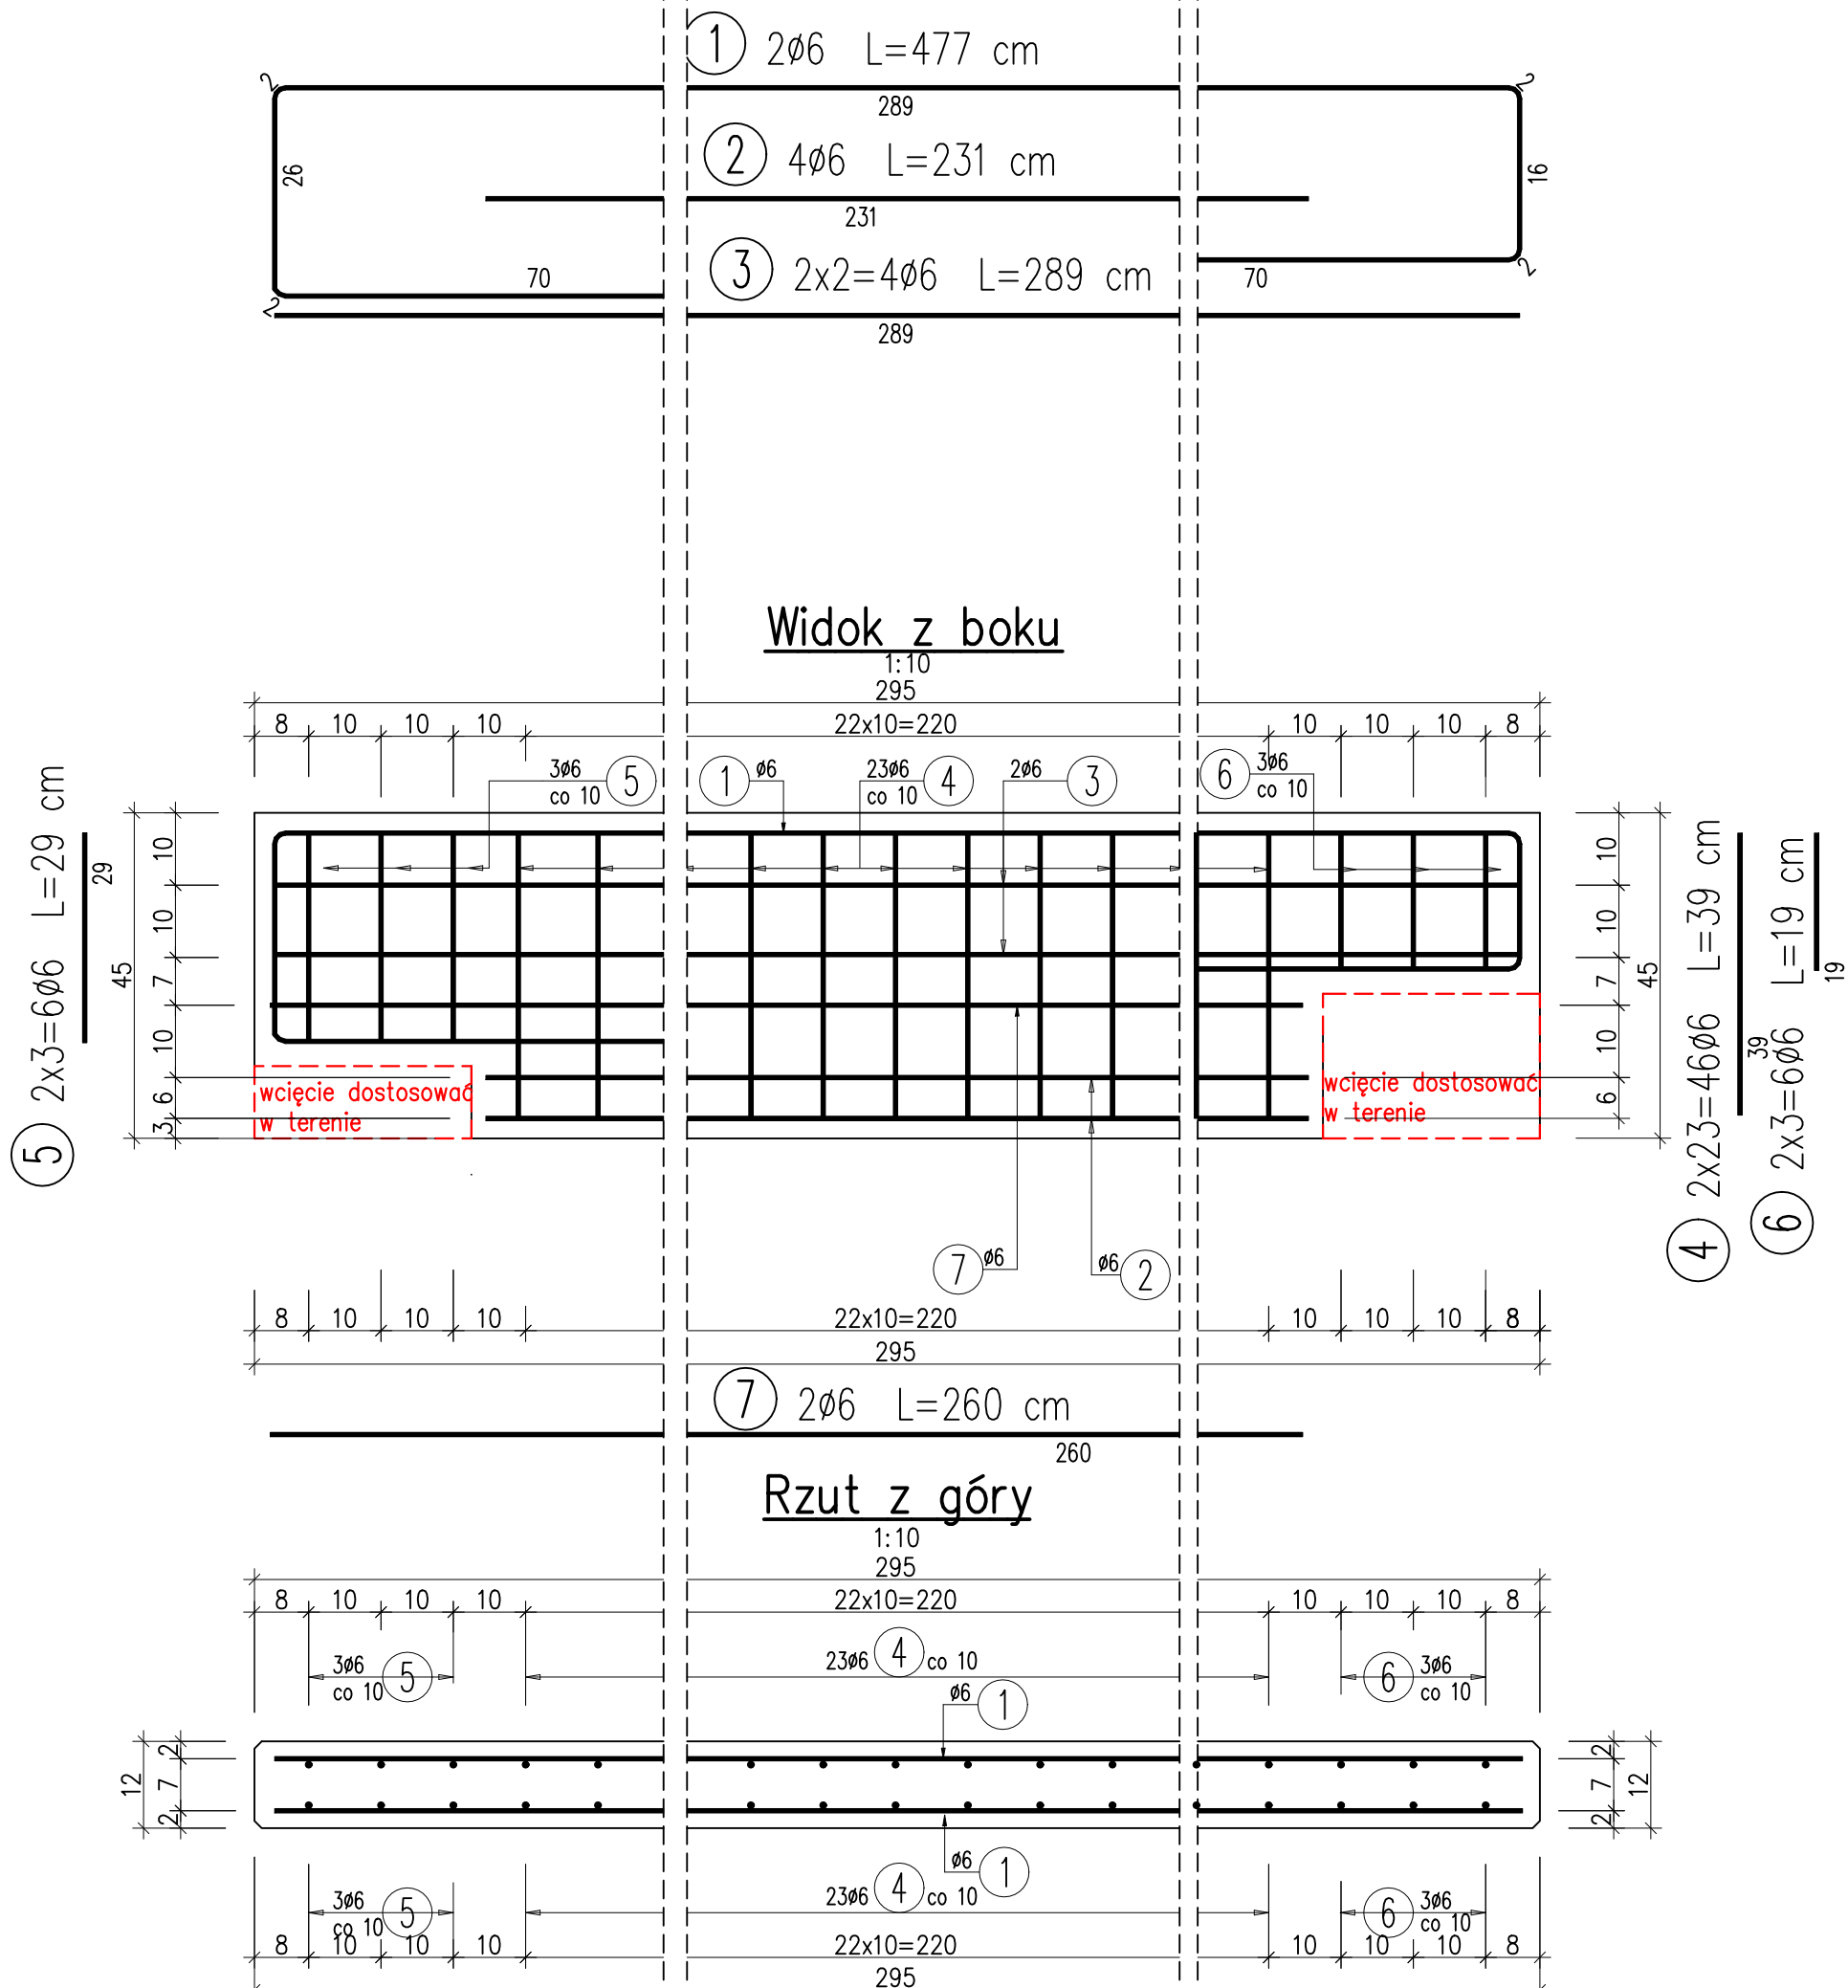 1 2ø6 L=477 cm
2 2
289
2 4ø6 L=231 cm
26 16
231
3 2x2=4ø6 L=289 cm
70 70
2 2
289
Widok z boku
1:10
295
8 10 10 10 22x10=220 10 10 10 8
3ø6 co 10 5
1 ø6
23ø6 co 10 4
2ø6 3
6 3ø6 co 10
5 2x3=6ø6 L=29 cm
29
45
10
10
7
10
6
3
10
10
7
10
6
45
4 2x23=46ø6 L=39 cm
39
6 2x3=6ø6 L=19 cm
19
wcięcie dostosować
w terenie
wcięcie dostosować
w terenie
7 ø6
ø6 2
8 10 10 10 22x10=220 10 10 10 8
295
7 2ø6 L=260 cm
260
Rzut z góry
1:10
295
8 10 10 10 22x10=220 10 10 10 8
3ø6 co 10 5
23ø6 4 co 10
6 3ø6 co 10
ø6 1
12
2
7
2
2
7
2
12
ø6 1
3ø6 co 10 5
23ø6 4 co 10
6 3ø6 co 10
8 10 10 10 22x10=220 10 10 10 8
295